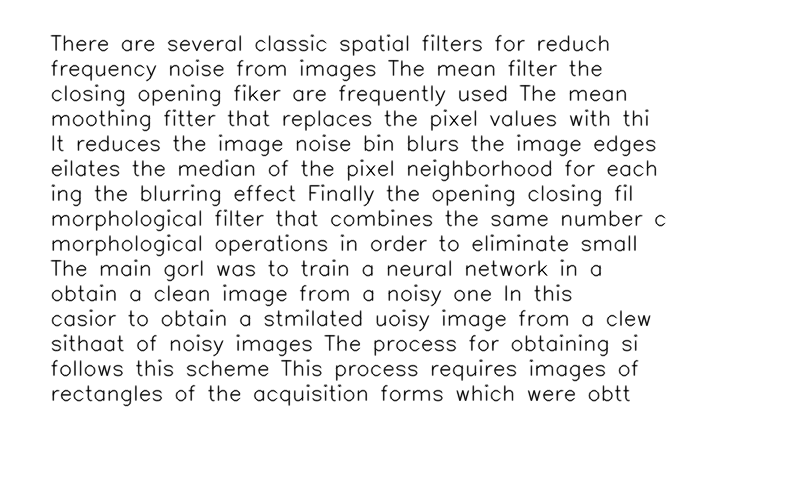 There are several classic spatial filters for reduch
frequency noise from images The mean filter the
closing opening fiker are frequently used The mean
moothing fitter that replaces the pixel values with thi
It reduces the image noise bin blurs the image edges
eilates the median of the pixel neighborhood for each
ing the blurring effect Finally the opening closing fil
morphological filter that combines the same number c
morphological operations in order to eliminate small
The main gorl was to train a neural network in a
obtain a clean image from a noisy one In this
casior to obtain a stmilated uoisy image from a clew
sithaat of noisy images The process for obtaining si
follows this scheme This process requires images of
rectangles of the acquisition forms which were obtt